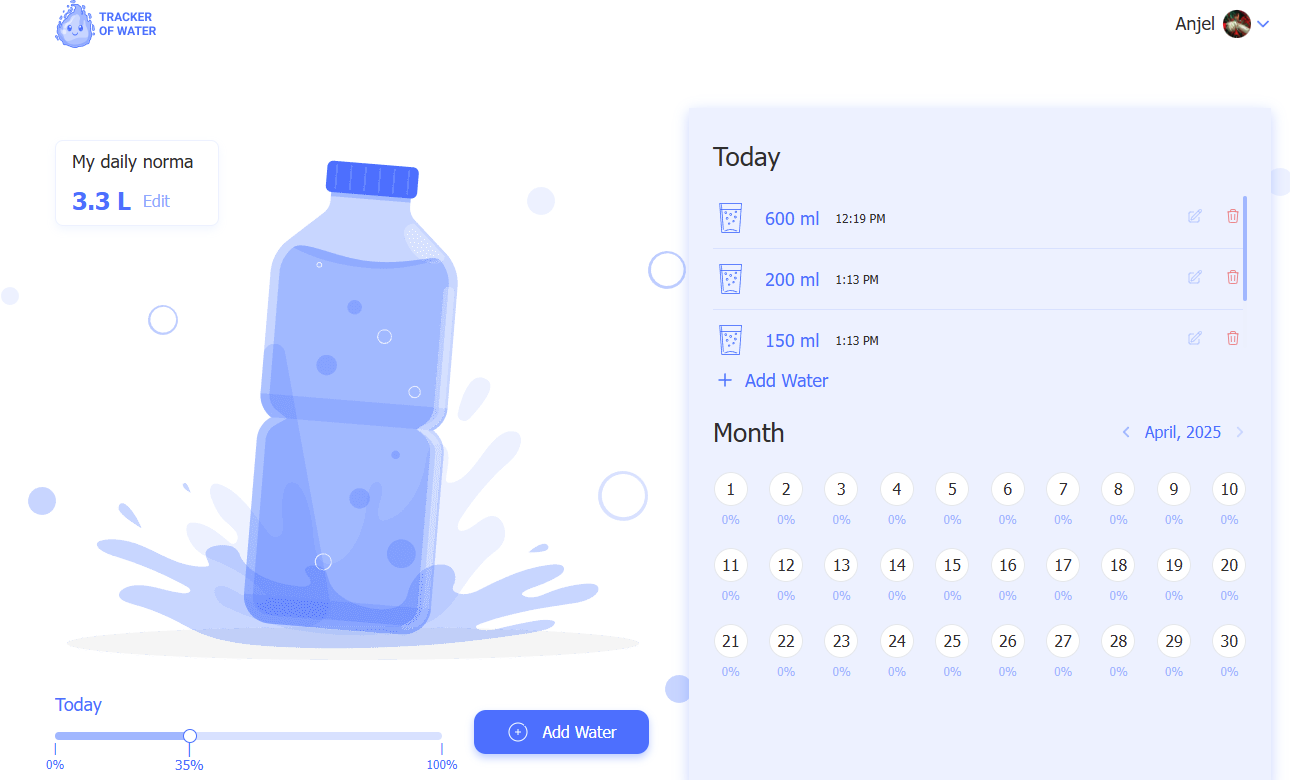 TRACKER
OF WATER
Anjel
My daily norma
3.3 L Edit
Today
0% 35% 100%
Add Water
Today
600 ml 12:19 PM
200 ml 1:13 PM
150 ml 1:13 PM
+ Add Water
Month
< April, 2025 >
1 2 3 4 5 6 7 8 9 10
0% 0% 0% 0% 0% 0% 0% 0% 0% 0%
11 12 13 14 15 16 17 18 19 20
0% 0% 0% 0% 0% 0% 0% 0% 0% 0%
21 22 23 24 25 26 27 28 29 30
0% 0% 0% 0% 0% 0% 0% 0% 0% 0%